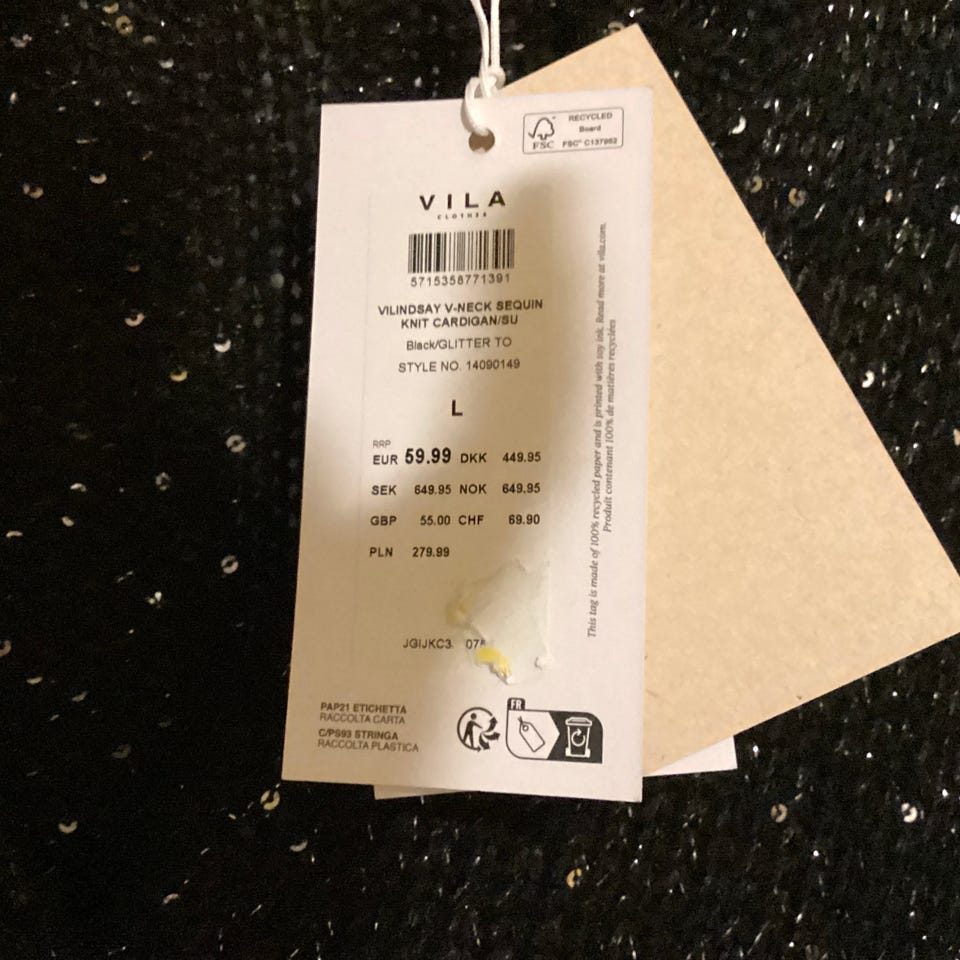 RECYCLED
Board
FSC® C137952
FSC
VILA
CLOTHES
5715358771391
VILINDSAY V-NECK SEQUIN
KNIT CARDIGAN/SU
Black/GLITTER TO
STYLE NO. 14090149
L
RRP
EUR 59.99 DKK 449.95
SEK 649.95 NOK 649.95
GBP 55.00 CHF 69.90
PLN 279.99
JGIJKC3
PAP21 ETICHETTA
RACCOLTA CARTA
C/PS93 STRINGA
RACCOLTA PLASTICA
FR
This tag is made of 100% recycled paper and is printed with soy ink. Read more at vila.com.
Produit contenant 100% de matières recyclées